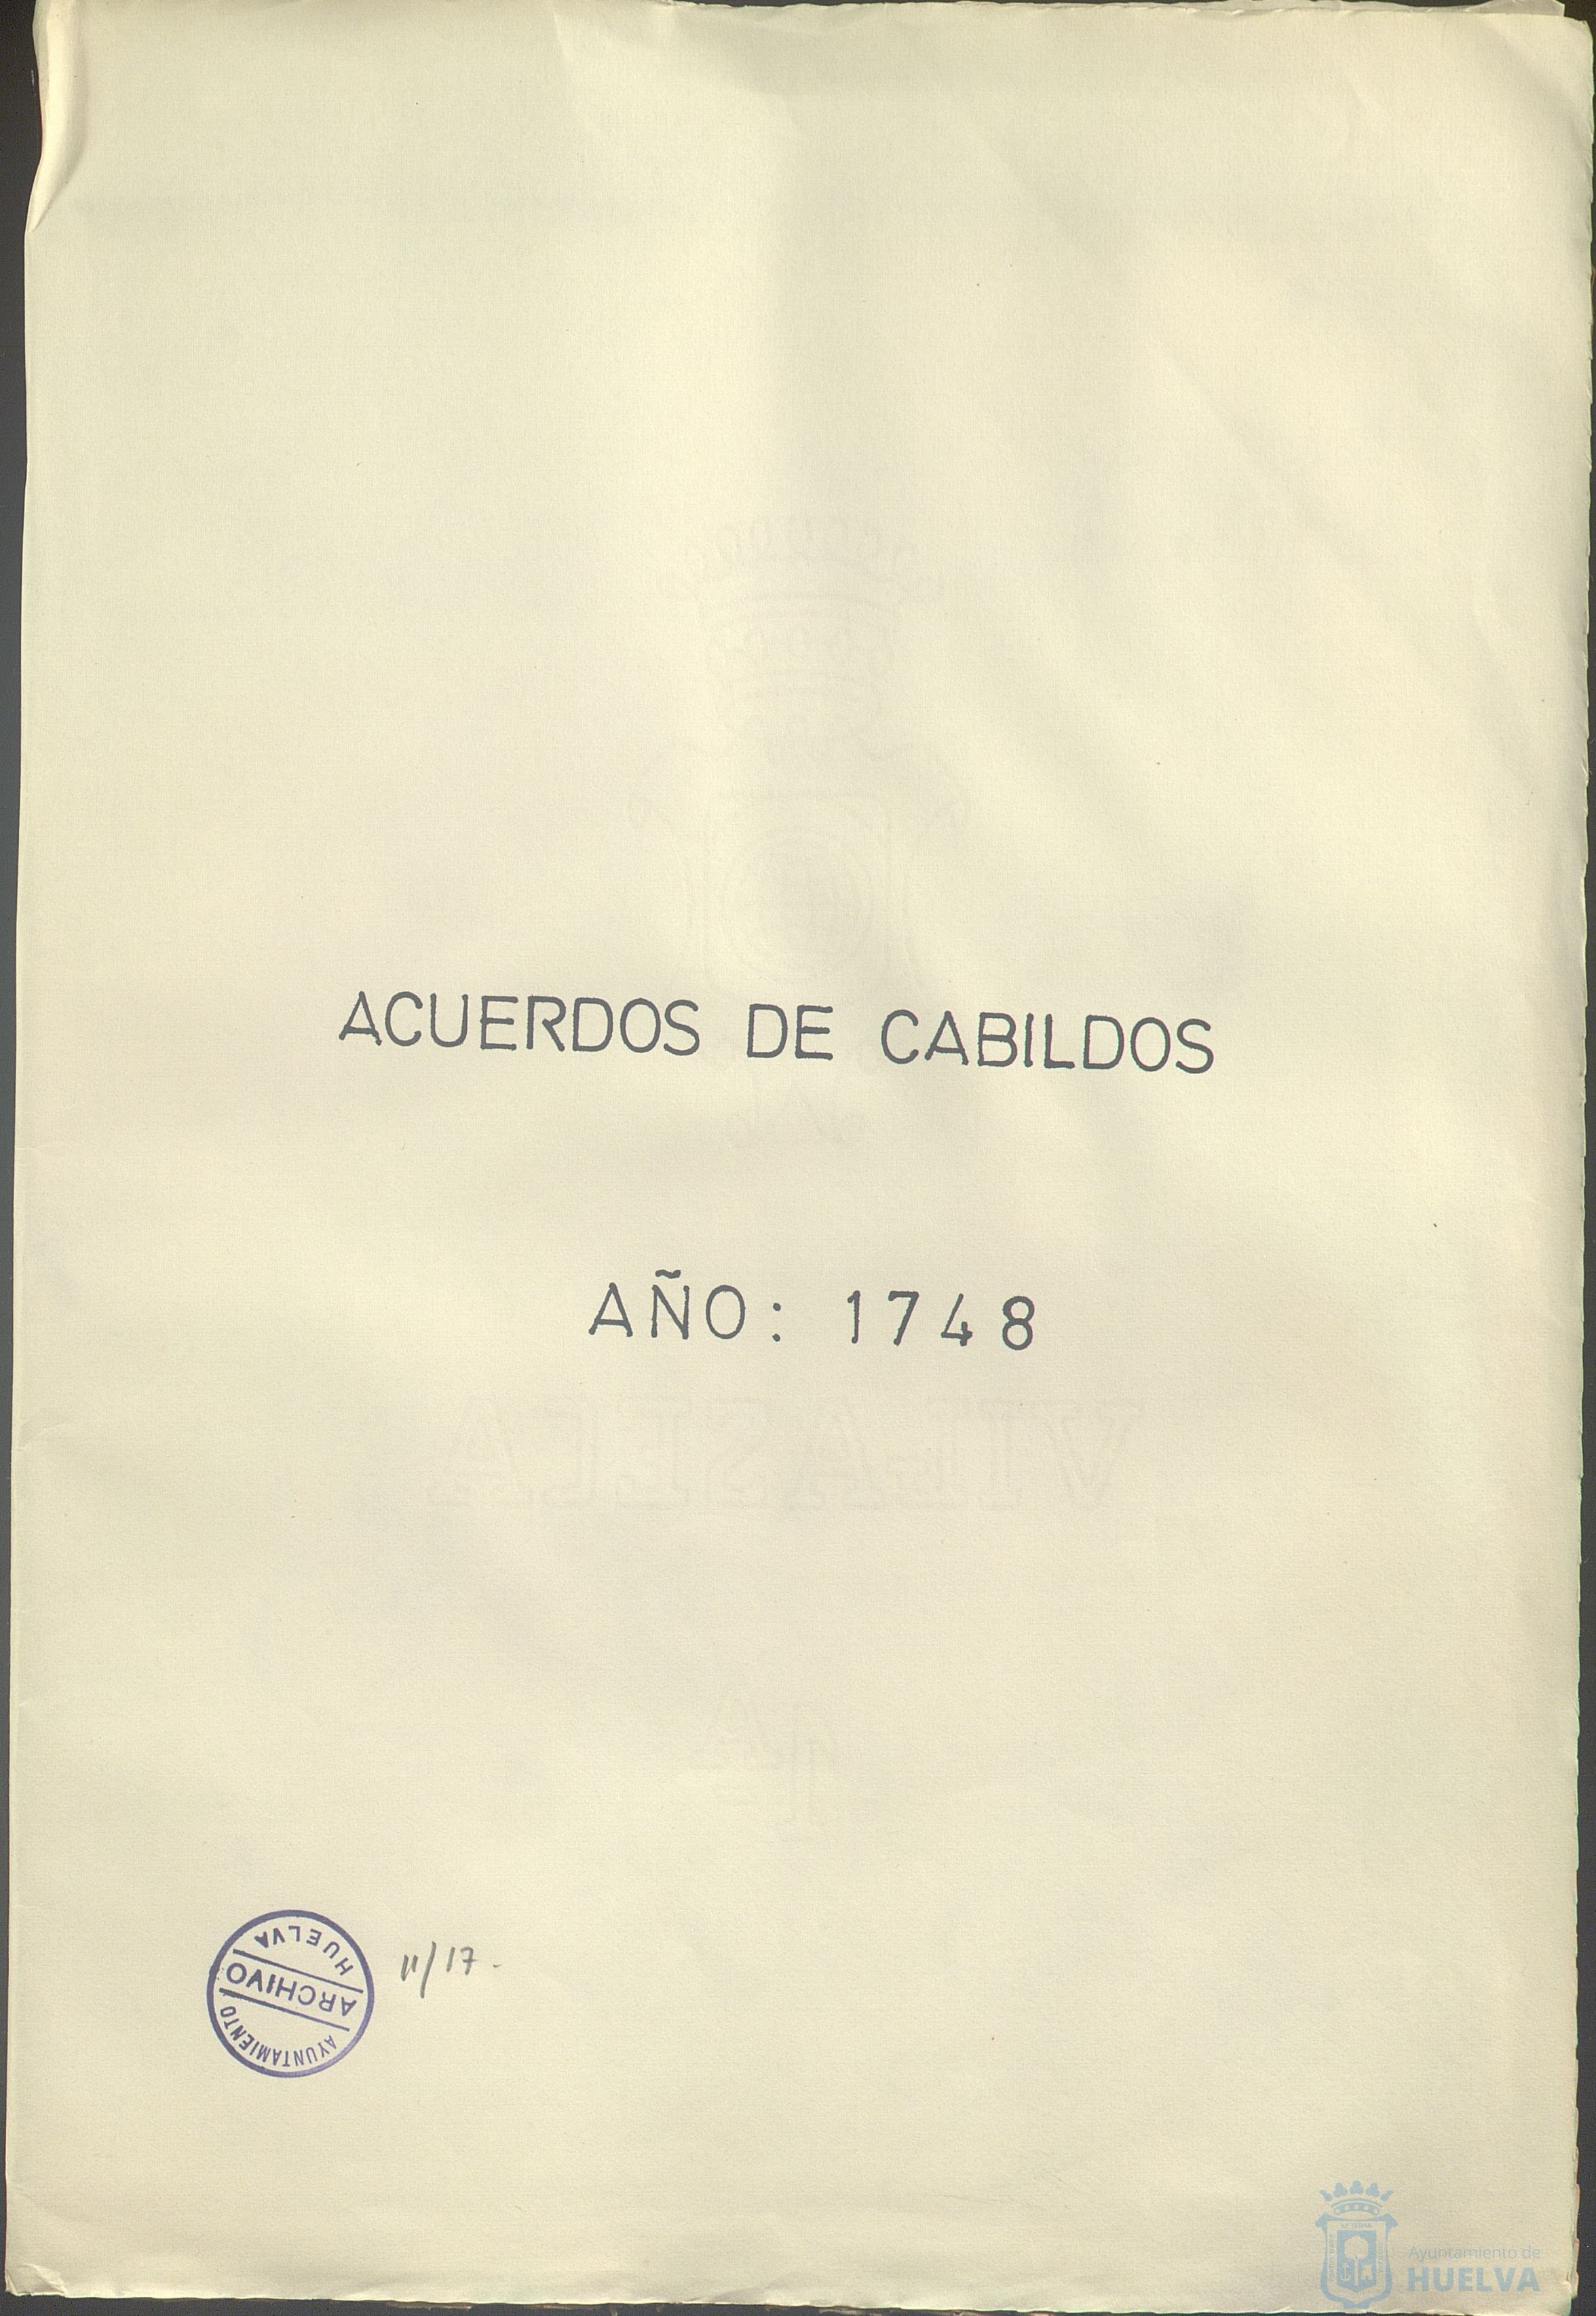 ACUERDOS DE CABILDOS
AÑO: 1748
AYUNTAMIENTO
ARCHIVO
HUELVA
11/17.
Ayuntamiento de
HUELVA